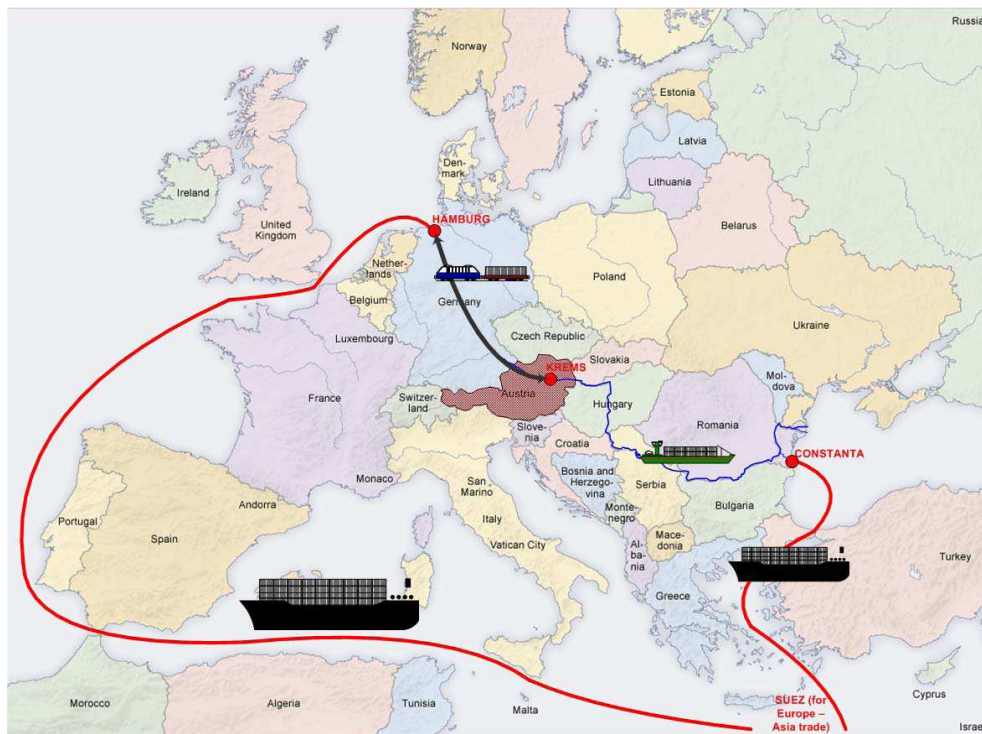 Russia
Norway
Estonia
Latvia
Den-
mark
Lithuania
Ireland
HAMBURG
United
Kingdom
Belarus
Nether-
lands
Poland
Belgium
Germany
Ukraine
Luxembourg
Czech Republic
Slovakia
KREMS
Mol-
dova
Austria
France
Switzer-
land
Hungary
Romania
Slove-
nia
Croatia
CONSTANTA
Bosnia and
Herzego-
vina
Monaco
San
Marino
Serbia
Andorra
Monte-
negro
Bulgaria
Portugal
Italy
Spain
Vatican City
Mace-
donia
Al-
ba-
nia
Turkey
Greece
Cyprus
SUEZ (for
Europe –
Asia trade)
Morocco
Algeria
Tunisia
Malta
Israe